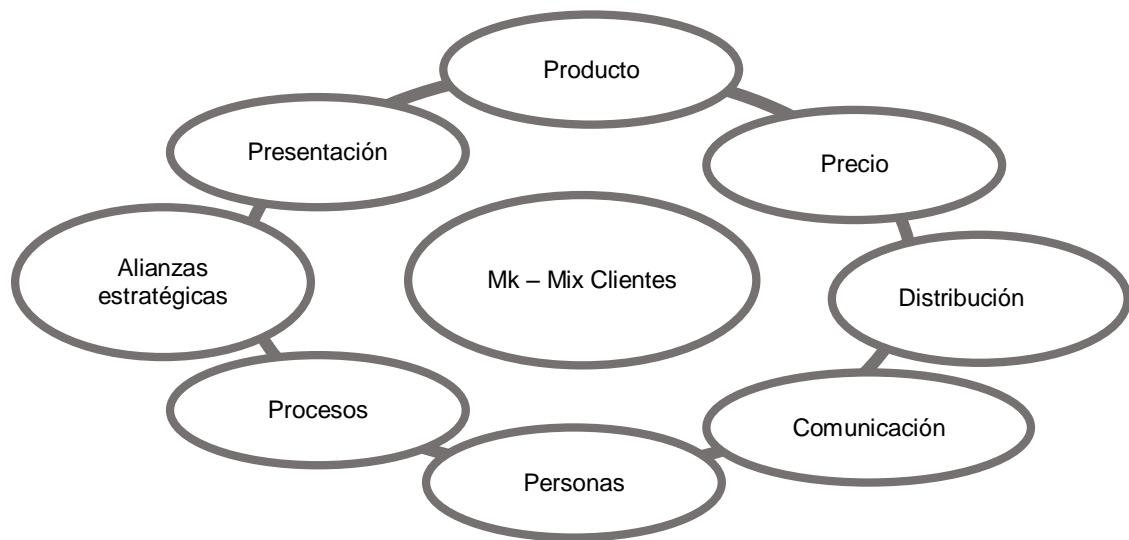 Producto
Presentación
Precio
Alianzas
estratégicas
Mk – Mix Clientes
Distribución
Procesos
Comunicación
Personas